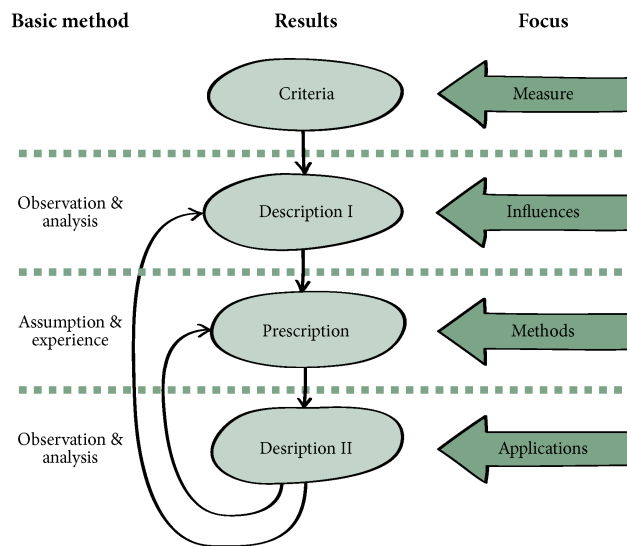 Basic method Results Focus
Criteria Measure
Observation &
analysis
Description I Influences
Assumption &
experience
Prescription Methods
Observation &
analysis
Desription II Applications